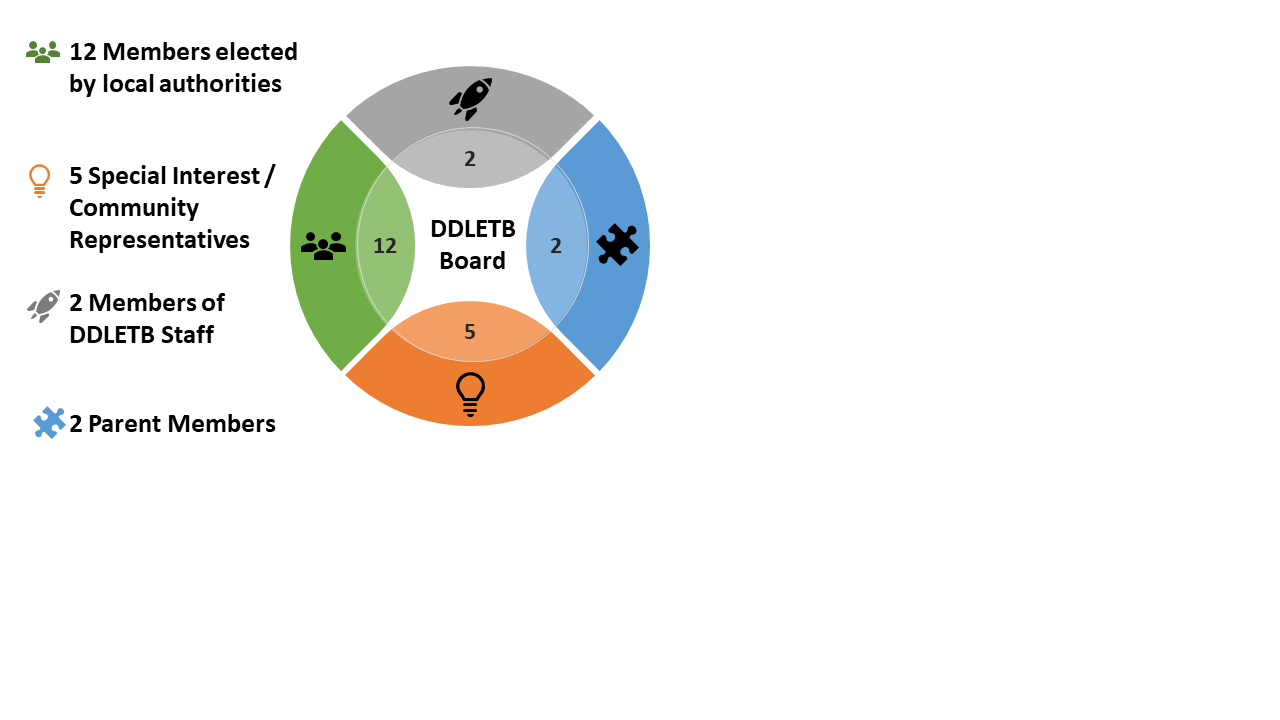 12 Members elected
by local authorities
5 Special Interest /
Community
Representatives
2 Members of
DDLETB Staff
2 Parent Members
2
12
DDLETB
Board
2
5